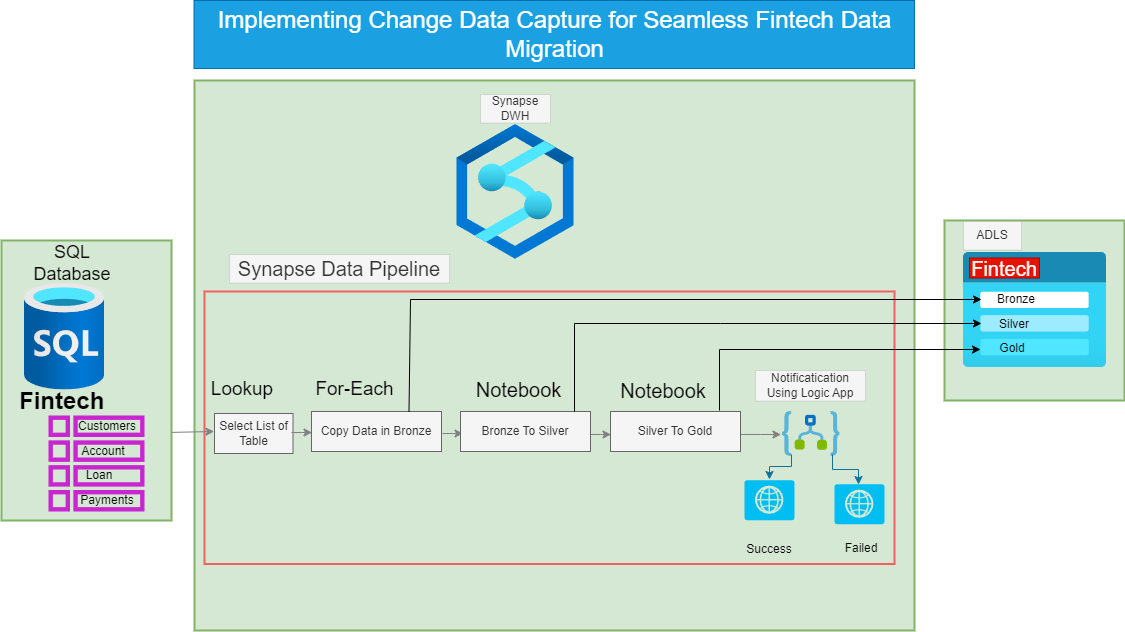 Implementing Change Data Capture for Seamless Fintech Data
Migration
Synapse
DWH
Synapse Data Pipeline
SQL
Database
SQL
Fintech
Customers
Account
Loan
Payments
Lookup
Select List of
Table
For-Each
Copy Data in Bronze
Notebook
Bronze To Silver
Notebook
Silver To Gold
Notificatication
Using Logic App
Success
Failed
ADLS
Fintech
Bronze
Silver
Gold